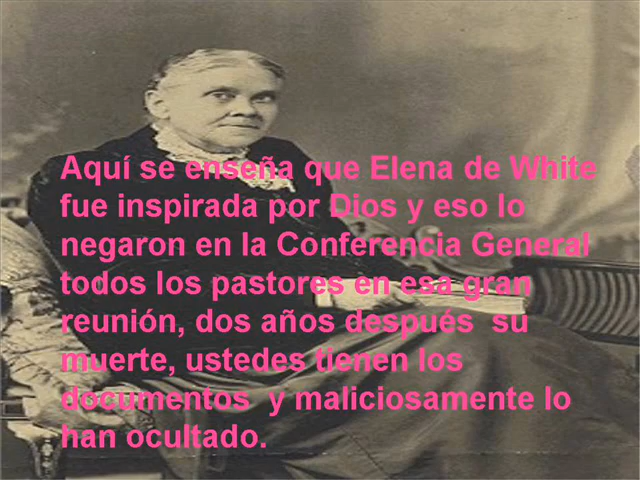 Aquí se enseña que Elena de White
fue inspirada por Dios y eso lo
negaron en la Conferencia General
todos los pastores en esa gran
reunión, dos años después  su
muerte, ustedes tienen los
documentos  y maliciosamente lo
han ocultado.